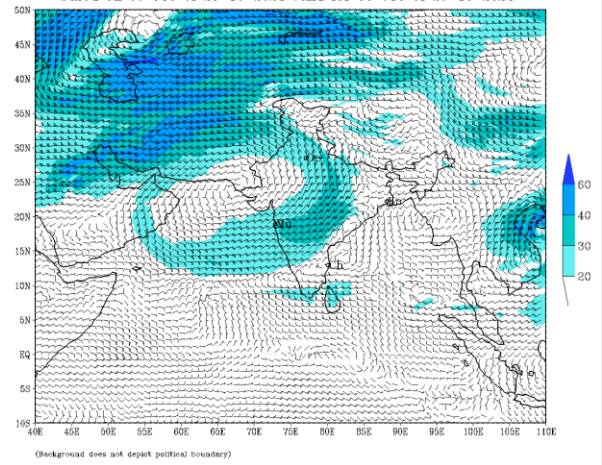 50N
45N
40N
35N
30N
25N
20N
15N
10N
5N
EQ
5S
10S
40E 45E 50E 55E 60E 65E 70E 75E 80E 85E 90E 95E 100E 105E 110E
60
40
30
20
Mu
Ch
(Background does not depict political boundary)